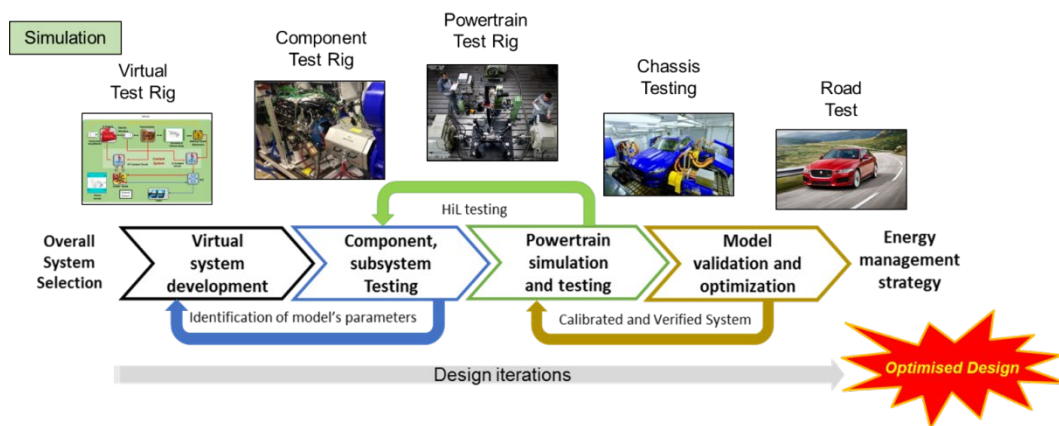 Simulation
Virtual
Test Rig
Component
Test Rig
Powertrain
Test Rig
Chassis
Testing
Road
Test
HiL testing
Overall
System
Selection
Virtual
system
development
Component,
subsystem
Testing
Powertrain
simulation
and testing
Model
validation and
optimization
Energy
management
strategy
Identification of model's parameters
Calibrated and Verified System
Design iterations
Optimised Design